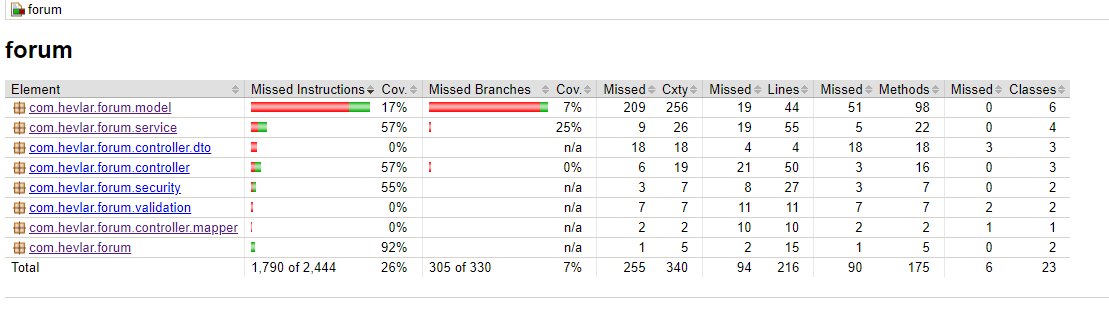 forum
forum
Element Missed Instructions Cov. Missed Branches Cov. Missed Cxty Missed Lines Missed Methods Missed Classes
com.hevlar.forum.model 17% 7% 209 256 19 44 51 98 0 6
com.hevlar.forum.service 57% 25% 9 26 19 55 5 22 0 4
com.hevlar.forum.controller.dto 0% n/a 18 18 4 4 18 18 3 3
com.hevlar.forum.controller 57% 0% 6 19 21 50 3 16 0 3
com.hevlar.forum.security 55% n/a 3 7 8 27 3 7 0 2
com.hevlar.forum.validation 0% n/a 7 7 11 11 7 7 2 2
com.hevlar.forum.controller.mapper 0% n/a 2 2 10 10 2 2 1 1
com.hevlar.forum 92% n/a 1 5 2 15 1 5 0 2
Total 1,790 of 2,444 26% 305 of 330 7% 255 340 94 216 90 175 6 23